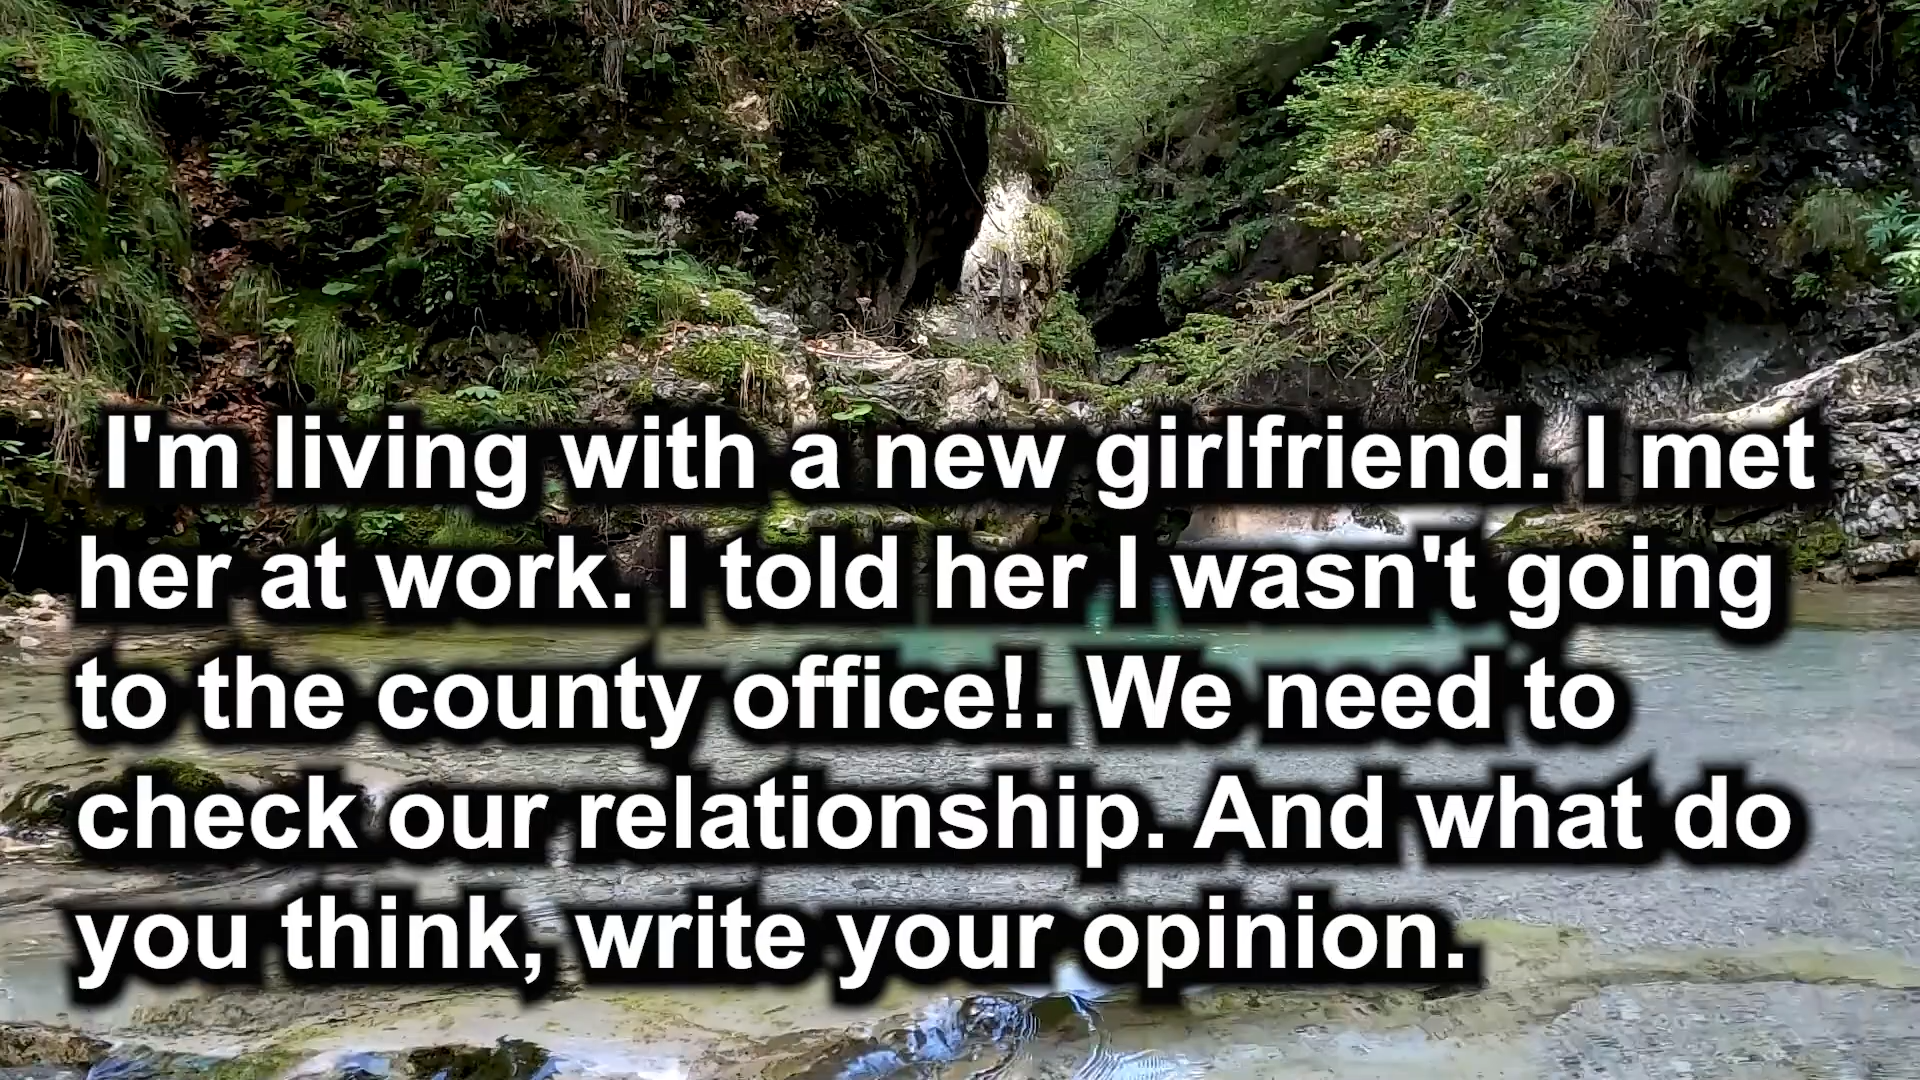 I'm living with a new girlfriend. I met
her at work. I told her I wasn't going
to the county office!. We need to
check our relationship. And what do
you think, write your opinion.